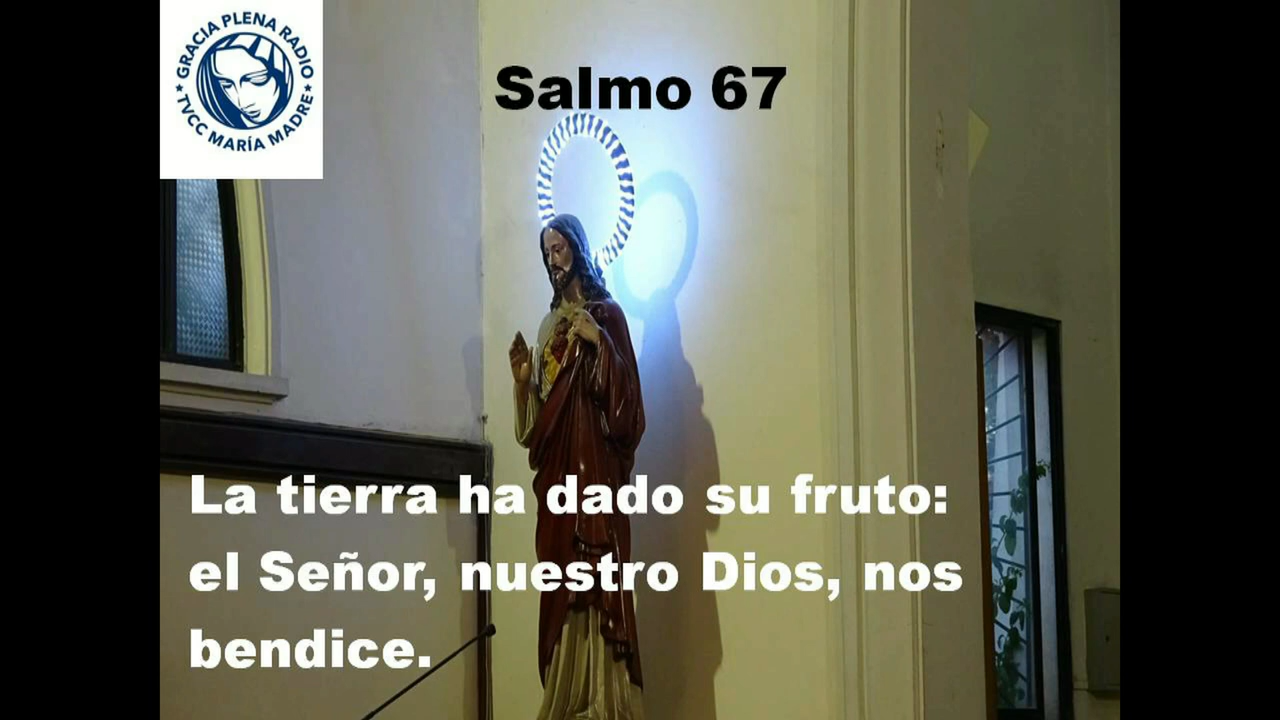 GRACIA PLENA RADIO
TVCC MARÍA MADRE
Salmo 67
La tierra ha dado su fruto:
el Señor, nuestro Dios, nos
bendice.